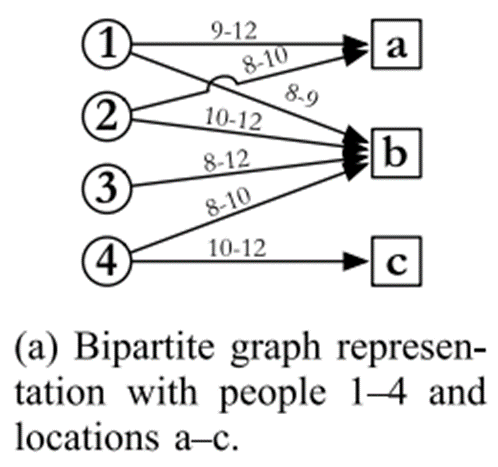 1 9-12 a
8-10
2 8-9
10-12 b
3 8-12
8-10
4 10-12 c
(a) Bipartite graph represen-
tation with people 1–4 and
locations a–c.